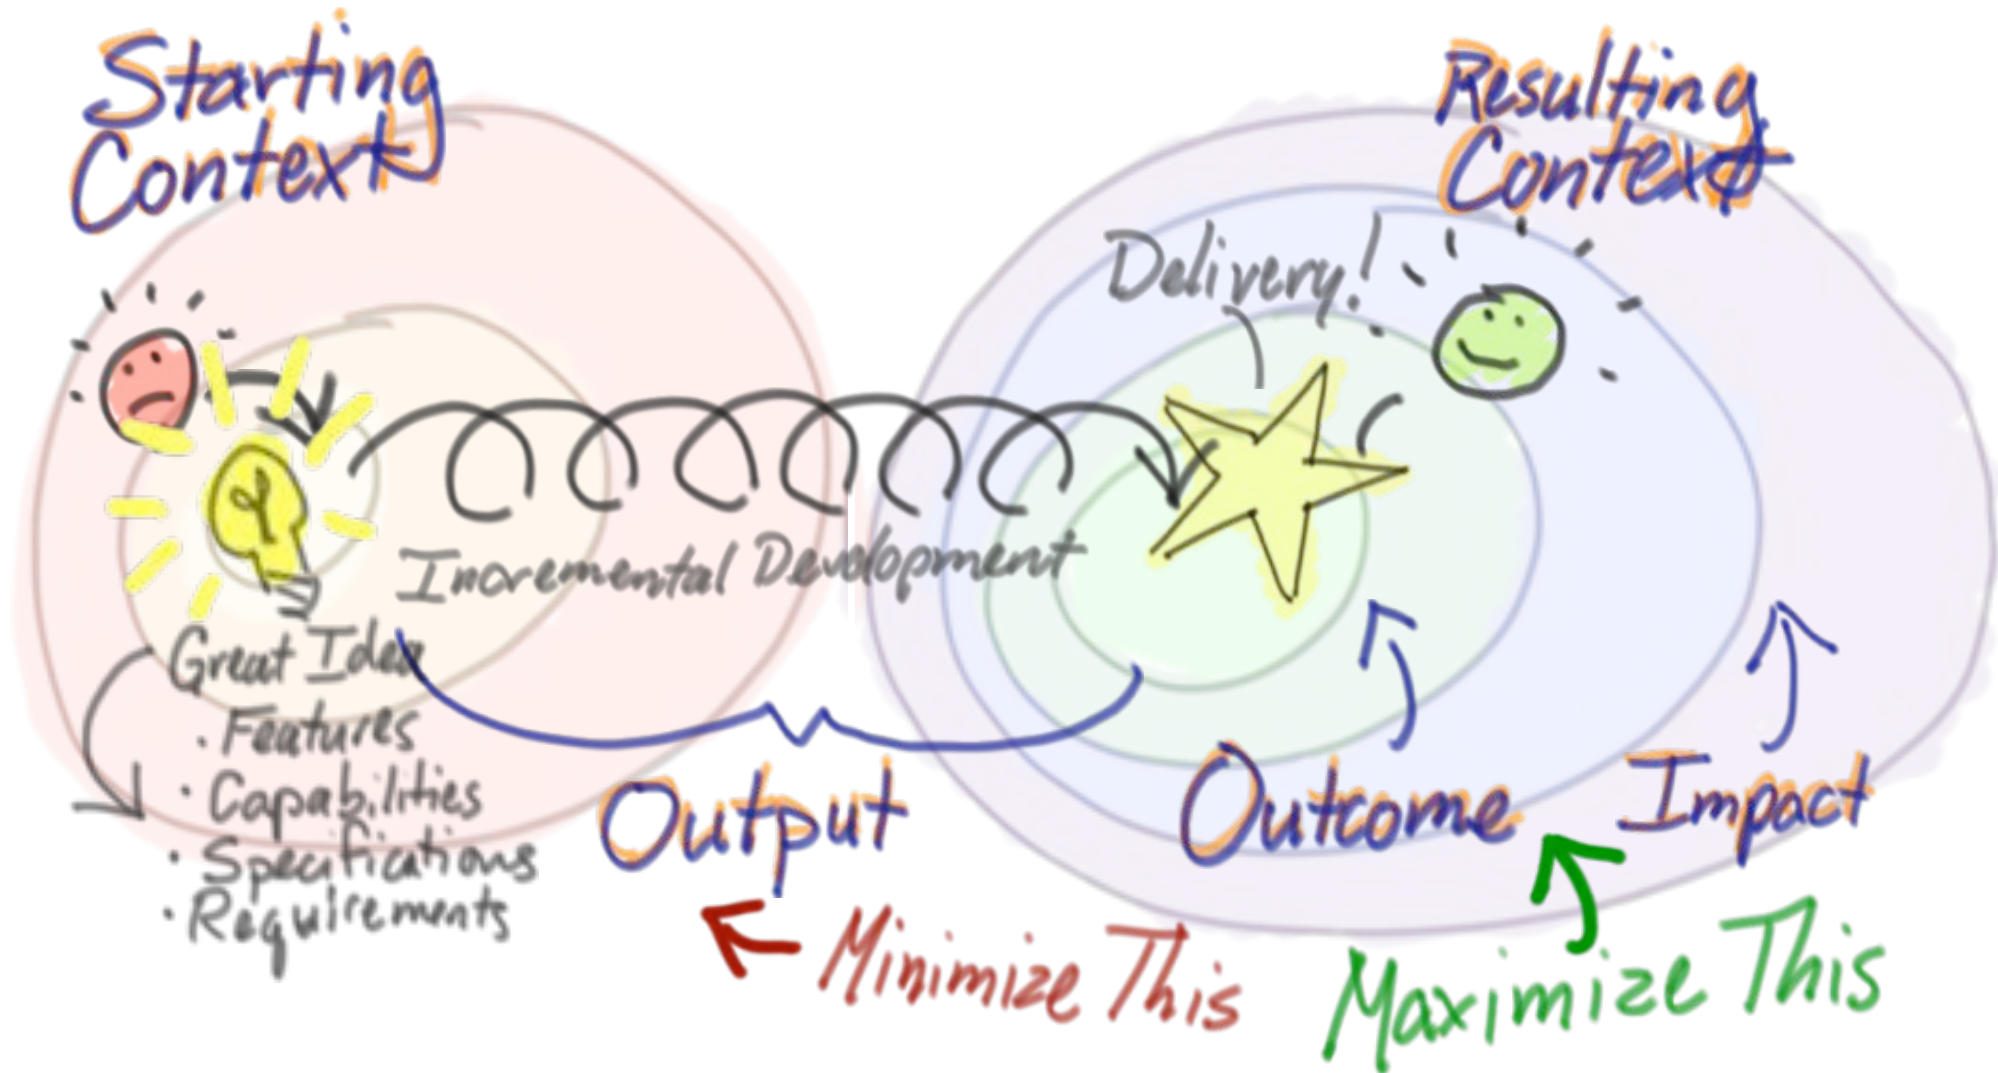 Starting
Context
Resulting
Context
Delivery!
Incremental Development
Great Idea
· Features
· Capabilities
· Specifications
· Requirements
Output
Outcome
Impact
Minimize This
Maximize This